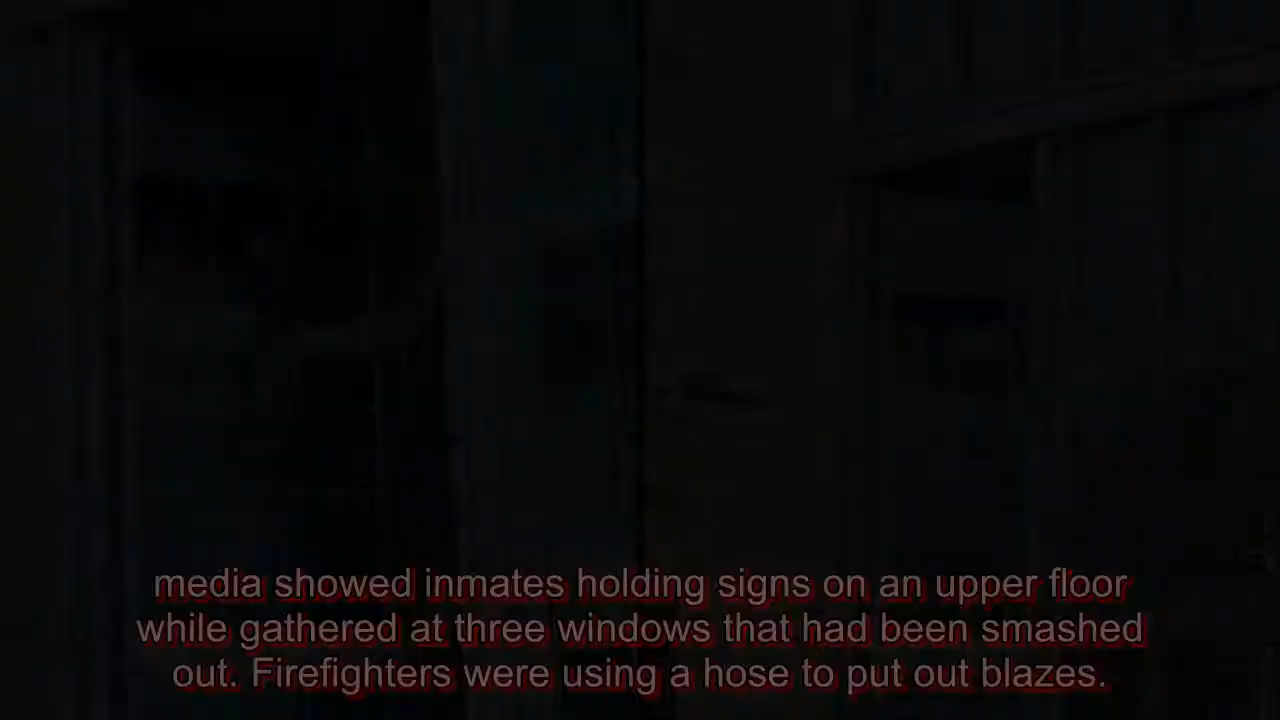 media showed inmates holding signs on an upper floor
while gathered at three windows that had been smashed
out. Firefighters were using a hose to put out blazes.